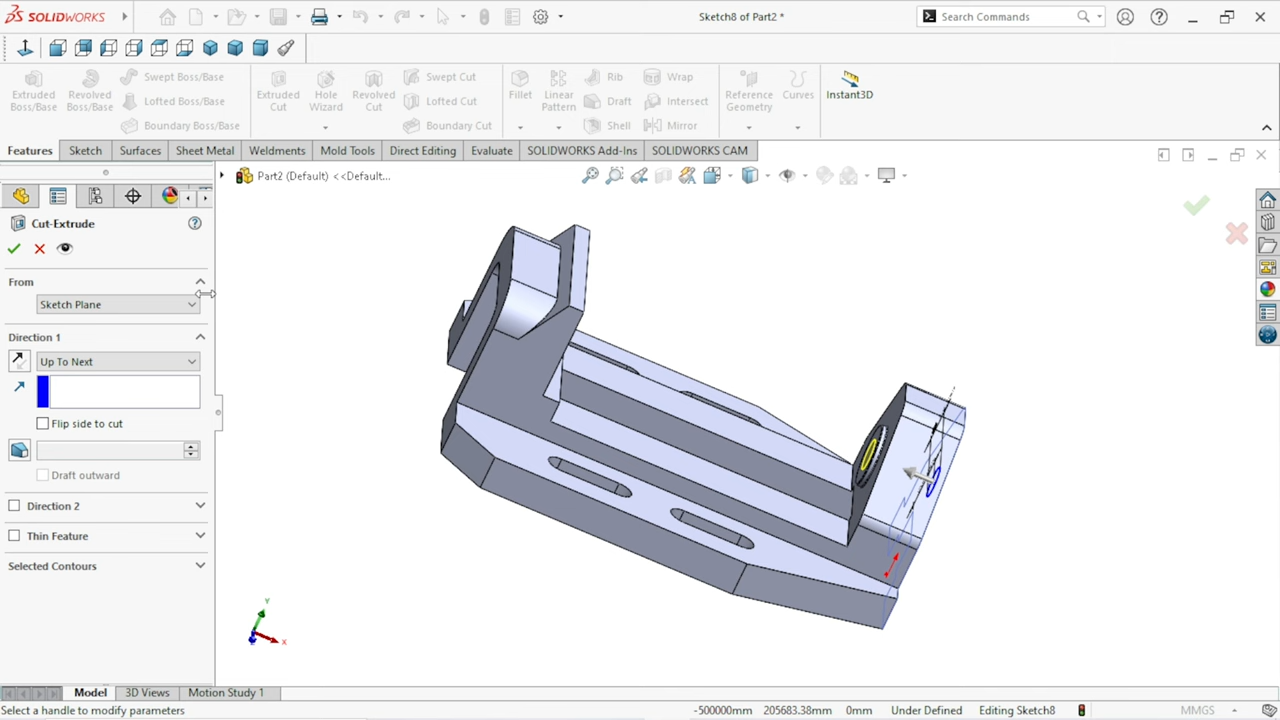 SOLIDWORKS
Sketch8 of Part2 *
Search Commands
Extruded Boss/Base
Revolved Boss/Base
Swept Boss/Base
Lofted Boss/Base
Boundary Boss/Base
Extruded Cut
Hole Wizard
Revolved Cut
Swept Cut
Lofted Cut
Boundary Cut
Fillet
Linear Pattern
Rib
Draft
Shell
Wrap
Intersect
Mirror
Reference Geometry
Curves
Instant3D
Features Sketch Surfaces Sheet Metal Weldments Mold Tools Direct Editing Evaluate SOLIDWORKS Add-Ins SOLIDWORKS CAM
Part2 (Default) <<Default...
Cut-Extrude
From
Sketch Plane
Direction 1
Up To Next
Flip side to cut
Draft outward
Direction 2
Thin Feature
Selected Contours
Y
X
Z
Model 3D Views Motion Study 1
Select a handle to modify parameters -500000mm 205683.38mm 0mm Under Defined Editing Sketch8 MMGS